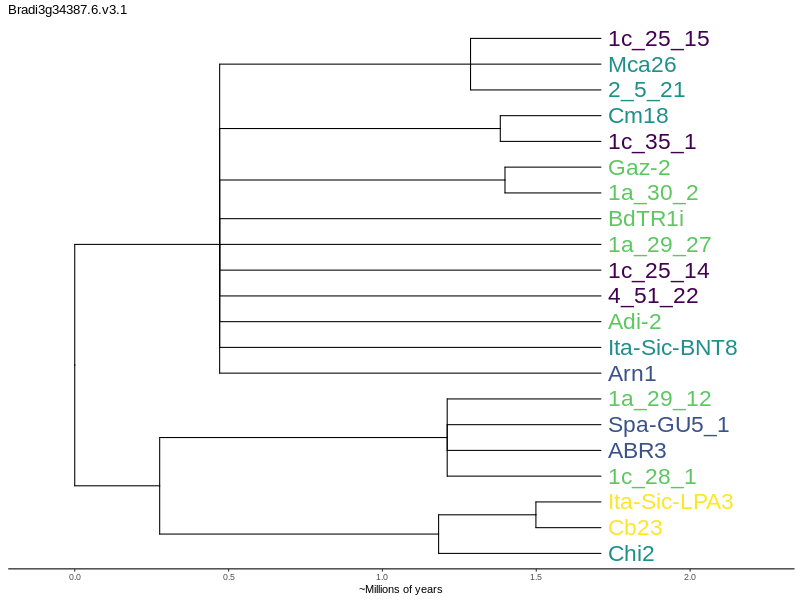 Bradi3g34387.6.v3.1
1c_25_15
Mca26
2_5_21
Cm18
1c_35_1
Gaz-2
1a_30_2
BdTR1i
1a_29_27
1c_25_14
4_51_22
Adi-2
Ita-Sic-BNT8
Arn1
1a_29_12
Spa-GU5_1
ABR3
1c_28_1
Ita-Sic-LPA3
Cb23
Chi2
0.0 0.5 1.0 1.5 2.0
~Millions of years